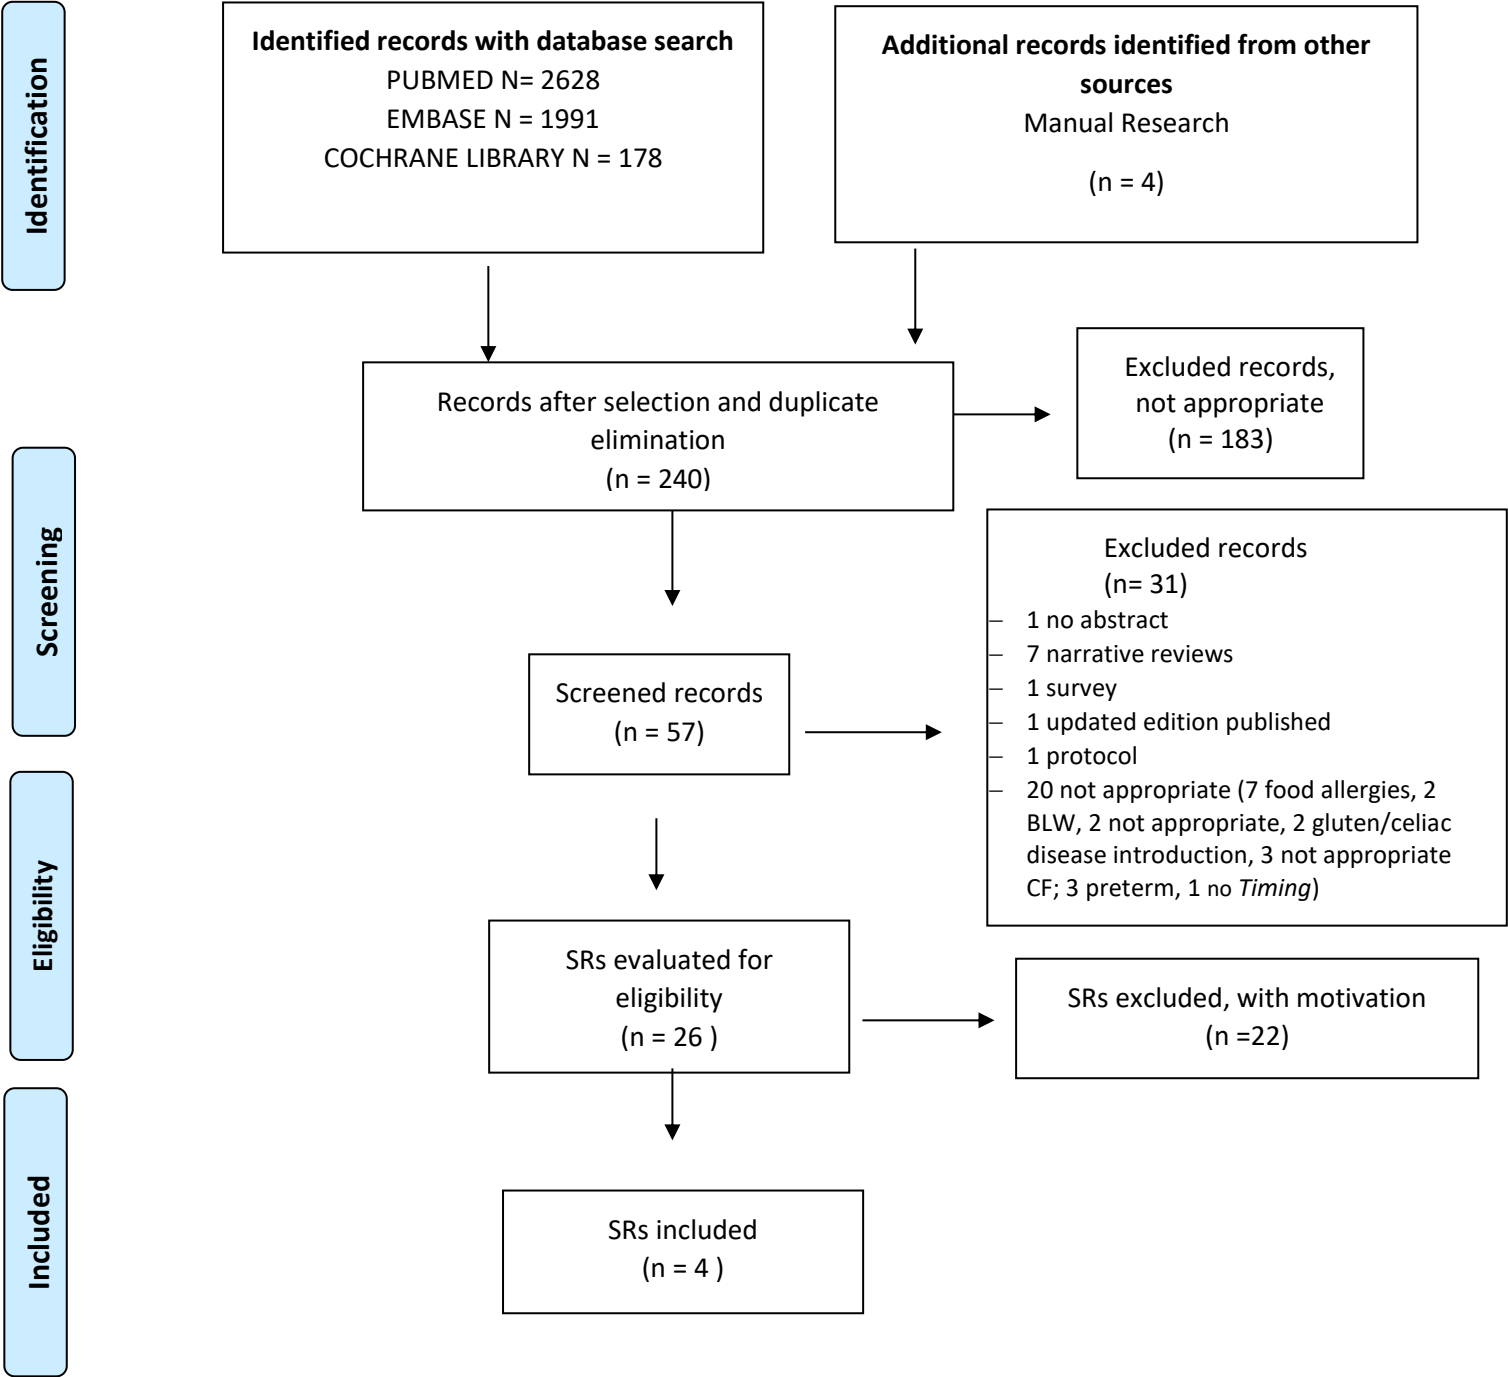 Identification
Identified records with database search
PUBMED N= 2628
EMBASE N = 1991
COCHRANE LIBRARY N = 178
Additional records identified from other
sources
Manual Research
(n = 4)
Records after selection and duplicate
elimination
(n = 240)
Excluded records,
not appropriate
(n = 183)
Screening
Screened records
(n = 57)
Excluded records
(n= 31)
– 1 no abstract
– 7 narrative reviews
– 1 survey
– 1 updated edition published
– 1 protocol
– 20 not appropriate (7 food allergies, 2
BLW, 2 not appropriate, 2 gluten/celiac
disease introduction, 3 not appropriate
CF; 3 preterm, 1 no Timing)
Eligibility
SRs evaluated for
eligibility
(n = 26 )
SRs excluded, with motivation
(n =22)
Included
SRs included
(n = 4 )